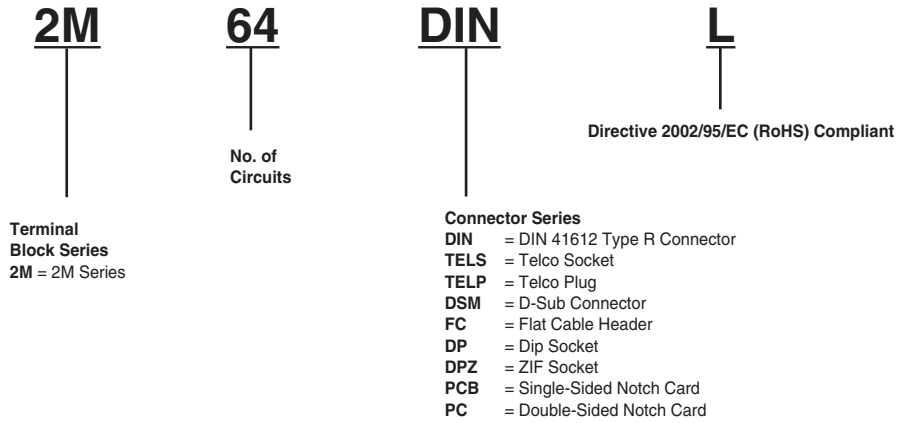 2M 64 DIN L
Directive 2002/95/EC (RoHS) Compliant
No. of
Circuits
Terminal
Block Series
2M = 2M Series
Connector Series
DIN = DIN 41612 Type R Connector
TELS = Telco Socket
TELP = Telco Plug
DSM = D-Sub Connector
FC = Flat Cable Header
DP = Dip Socket
DPZ = ZIF Socket
PCB = Single-Sided Notch Card
PC = Double-Sided Notch Card